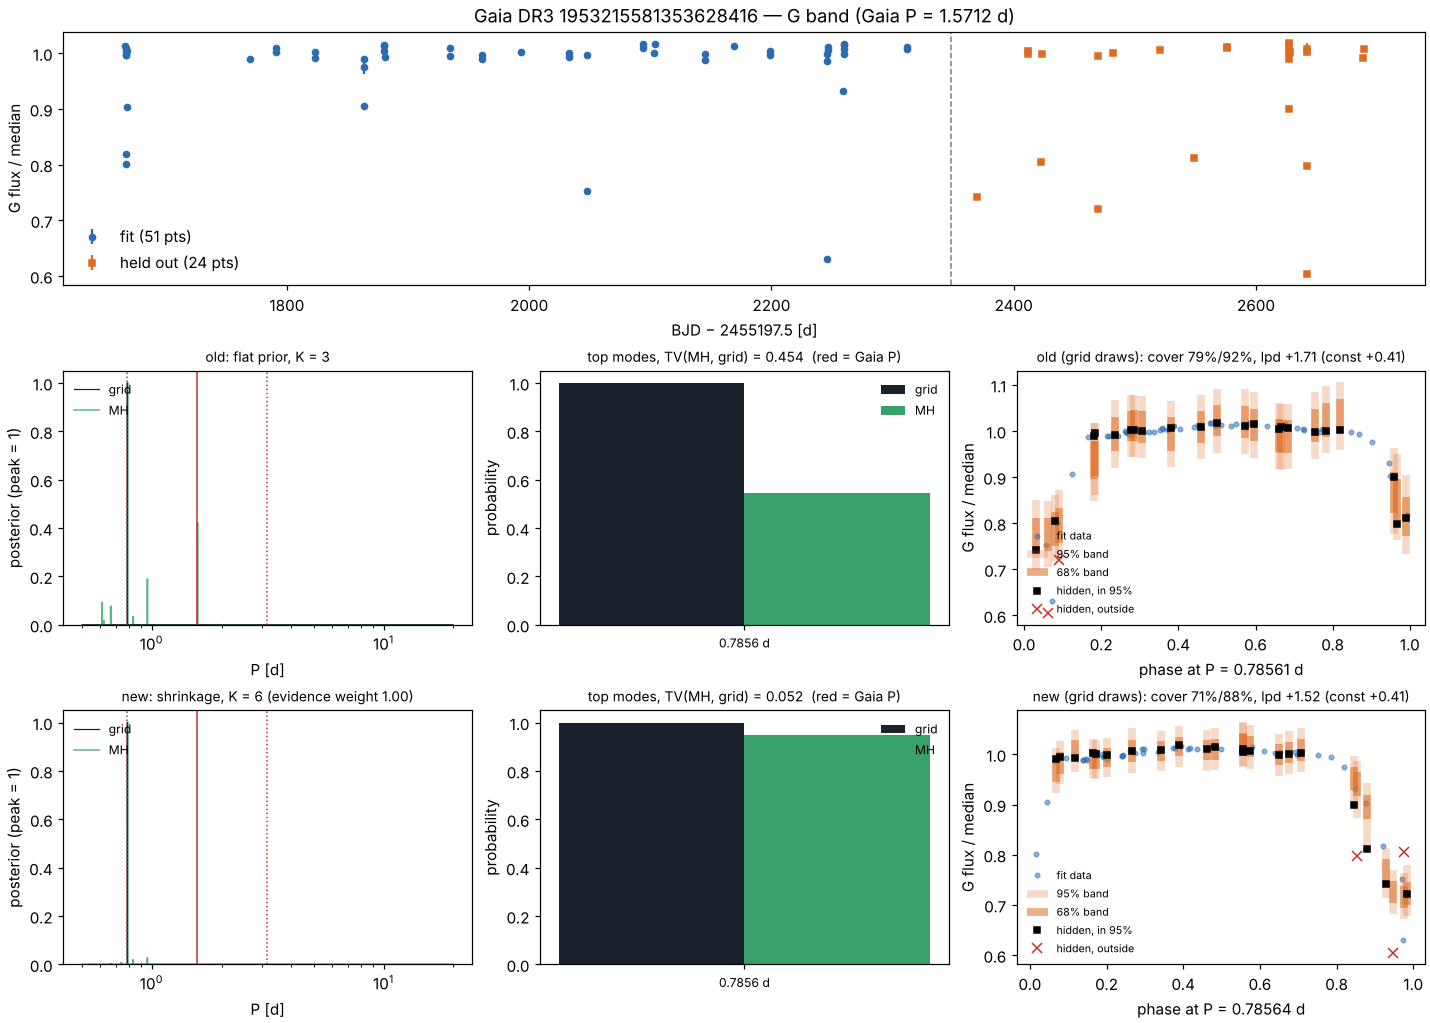 Gaia DR3 1953215581353628416 — G band (Gaia P = 1.5712 d)
G flux / median
1.0
0.9
0.8
0.7
0.6
fit (51 pts)
held out (24 pts)
1800
2000
2200
2400
2600
BJD − 2455197.5 [d]
old: flat prior, K = 3
posterior (peak = 1)
1.0
0.8
0.6
0.4
0.2
0.0
grid
MH
10⁰
10¹
P [d]
top modes, TV(MH, grid) = 0.454 (red = Gaia P)
probability
1.0
0.8
0.6
0.4
0.2
0.0
grid
MH
0.7856 d
old (grid draws): cover 79%/92%, lpd +1.71 (const +0.41)
G flux / median
1.1
1.0
0.9
0.8
0.7
0.6
fit data
95% band
68% band
hidden, in 95%
hidden, outside
0.0
0.2
0.4
0.6
0.8
1.0
phase at P = 0.78561 d
new: shrinkage, K = 6 (evidence weight 1.00)
posterior (peak = 1)
1.0
0.8
0.6
0.4
0.2
0.0
grid
MH
10⁰
10¹
P [d]
top modes, TV(MH, grid) = 0.052 (red = Gaia P)
probability
1.0
0.8
0.6
0.4
0.2
0.0
grid
MH
0.7856 d
new (grid draws): cover 71%/88%, lpd +1.52 (const +0.41)
G flux / median
1.0
0.9
0.8
0.7
0.6
fit data
95% band
68% band
hidden, in 95%
hidden, outside
0.0
0.2
0.4
0.6
0.8
1.0
phase at P = 0.78564 d